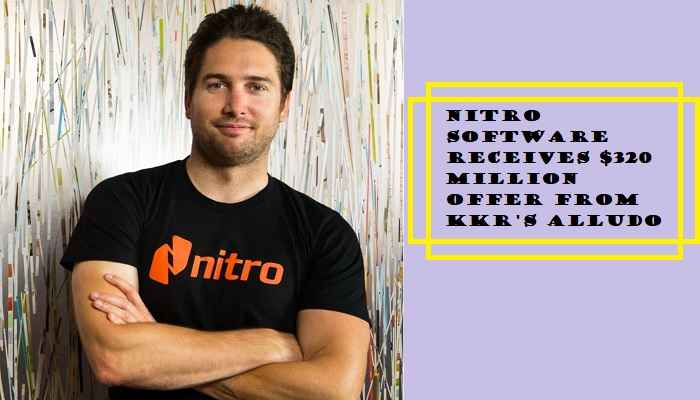 nitro
NITRO
SOFTWARE
RECEIVES $320
MILLION
OFFER FROM
KKR'S ALLUDO